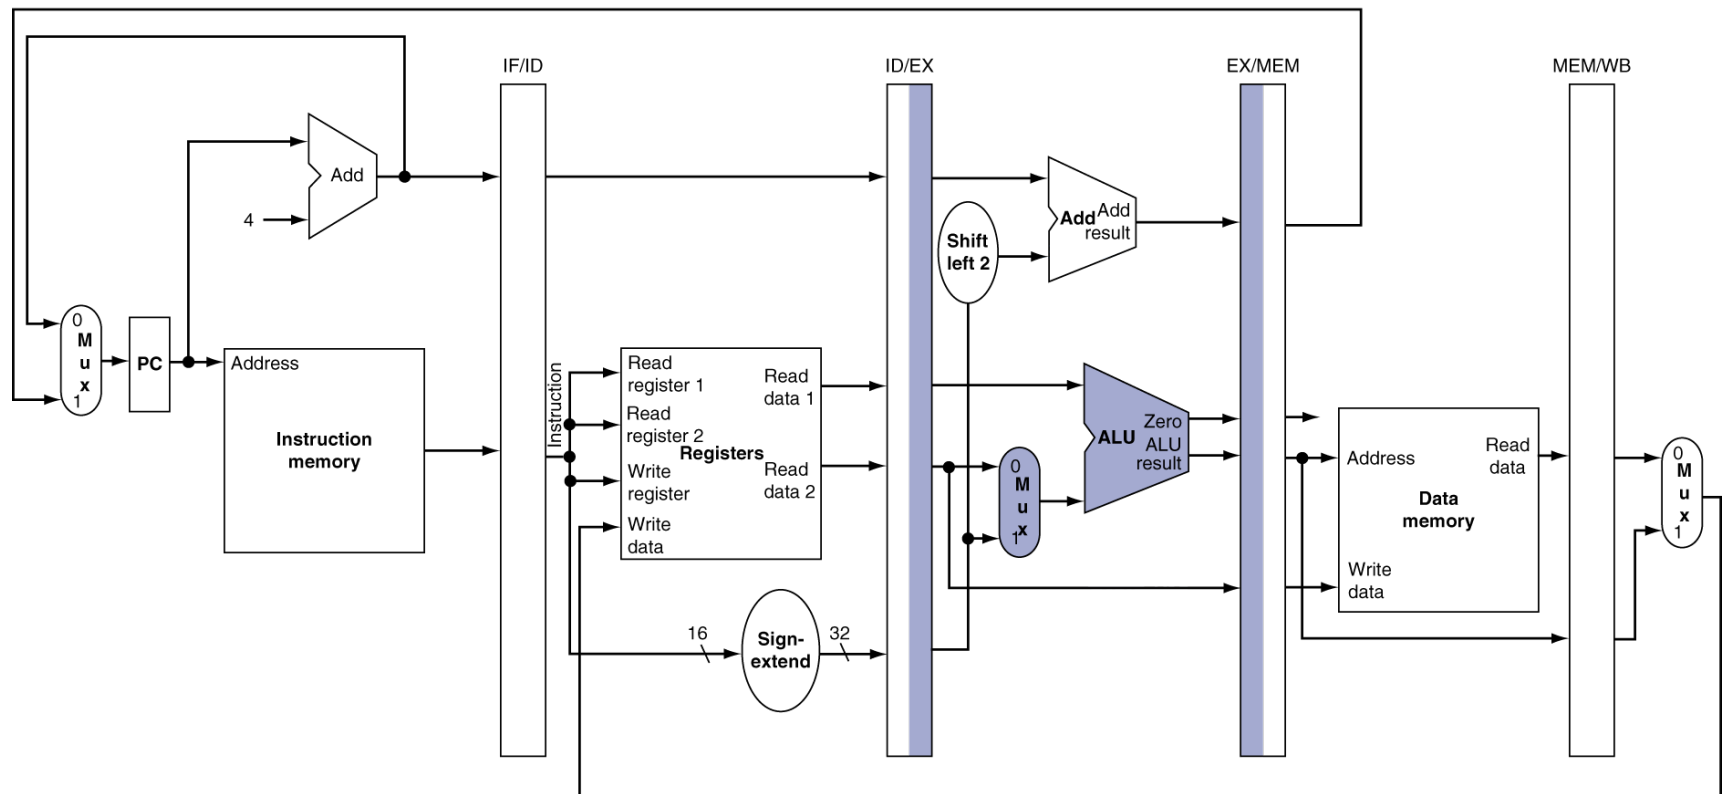 IF/ID
ID/EX
EX/MEM
MEM/WB
Add
4
Add
Add
result
Shift
left 2
0
M
u
x
1
PC
Address
Instruction
memory
Instruction
Read
register 1
Read
register 2
Write
register
Write
data
Registers
Read
data 1
Read
data 2
16
Sign-
extend
32
0
M
u
x
1
ALU
Zero
ALU
result
Address
Read
data
Data
memory
Write
data
0
M
u
x
1